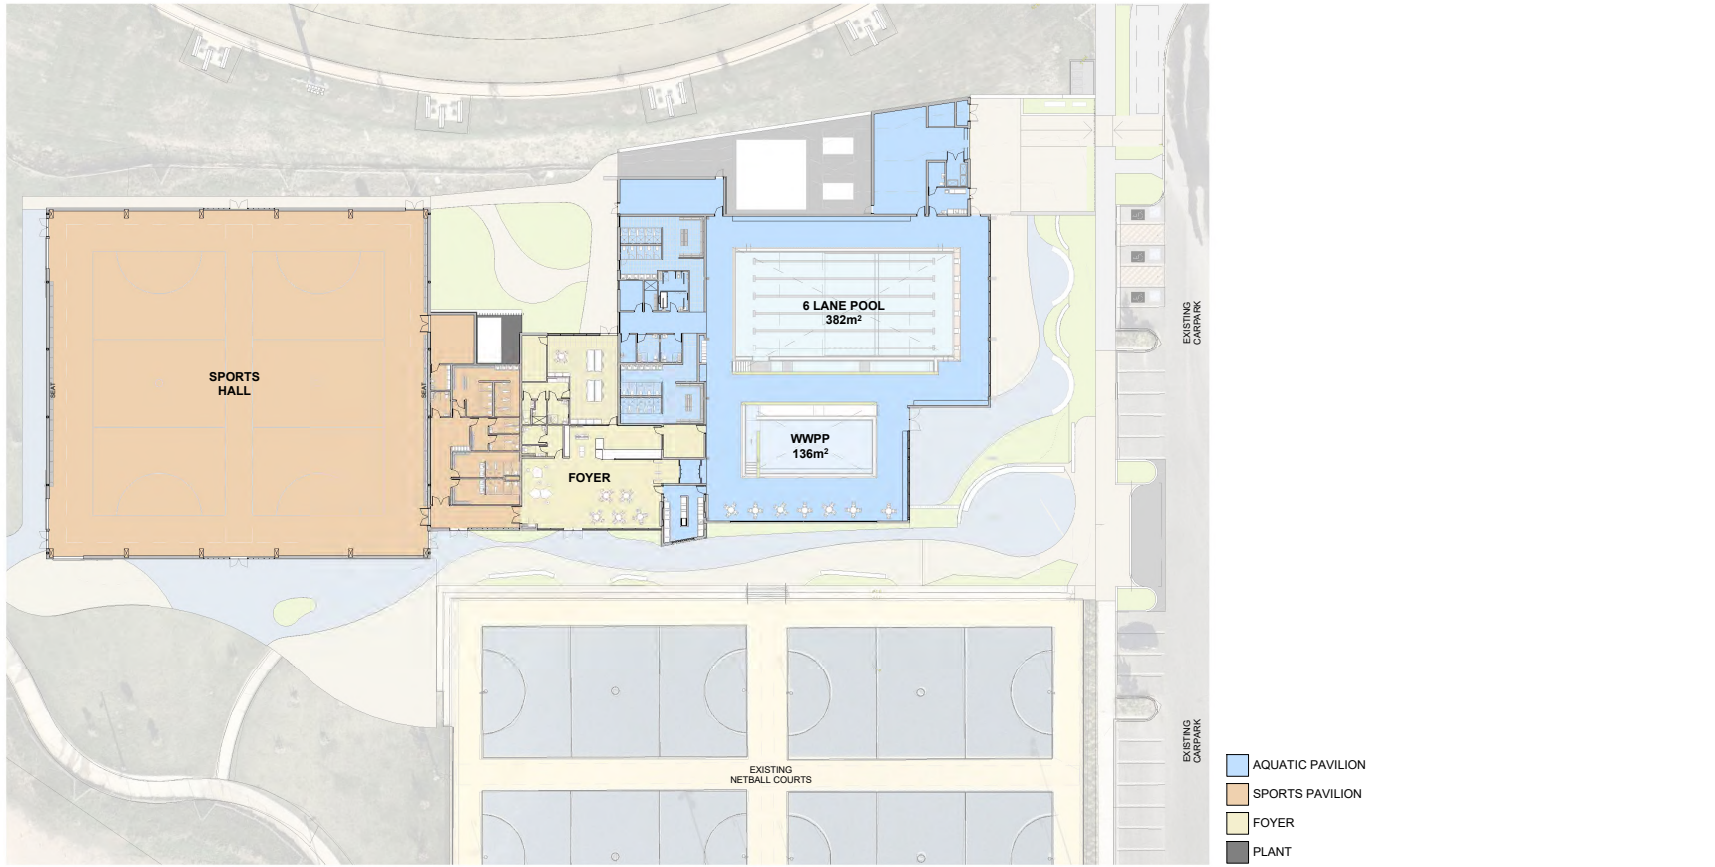 6 LANE POOL
382m²
EXISTING
CARPARK
SPORTS
HALL
SEAT
SEAT
WWPP
136m²
FOYER
EXISTING
CARPARK
EXISTING
NETBALL COURTS
AQUATIC PAVILION
SPORTS PAVILION
FOYER
PLANT